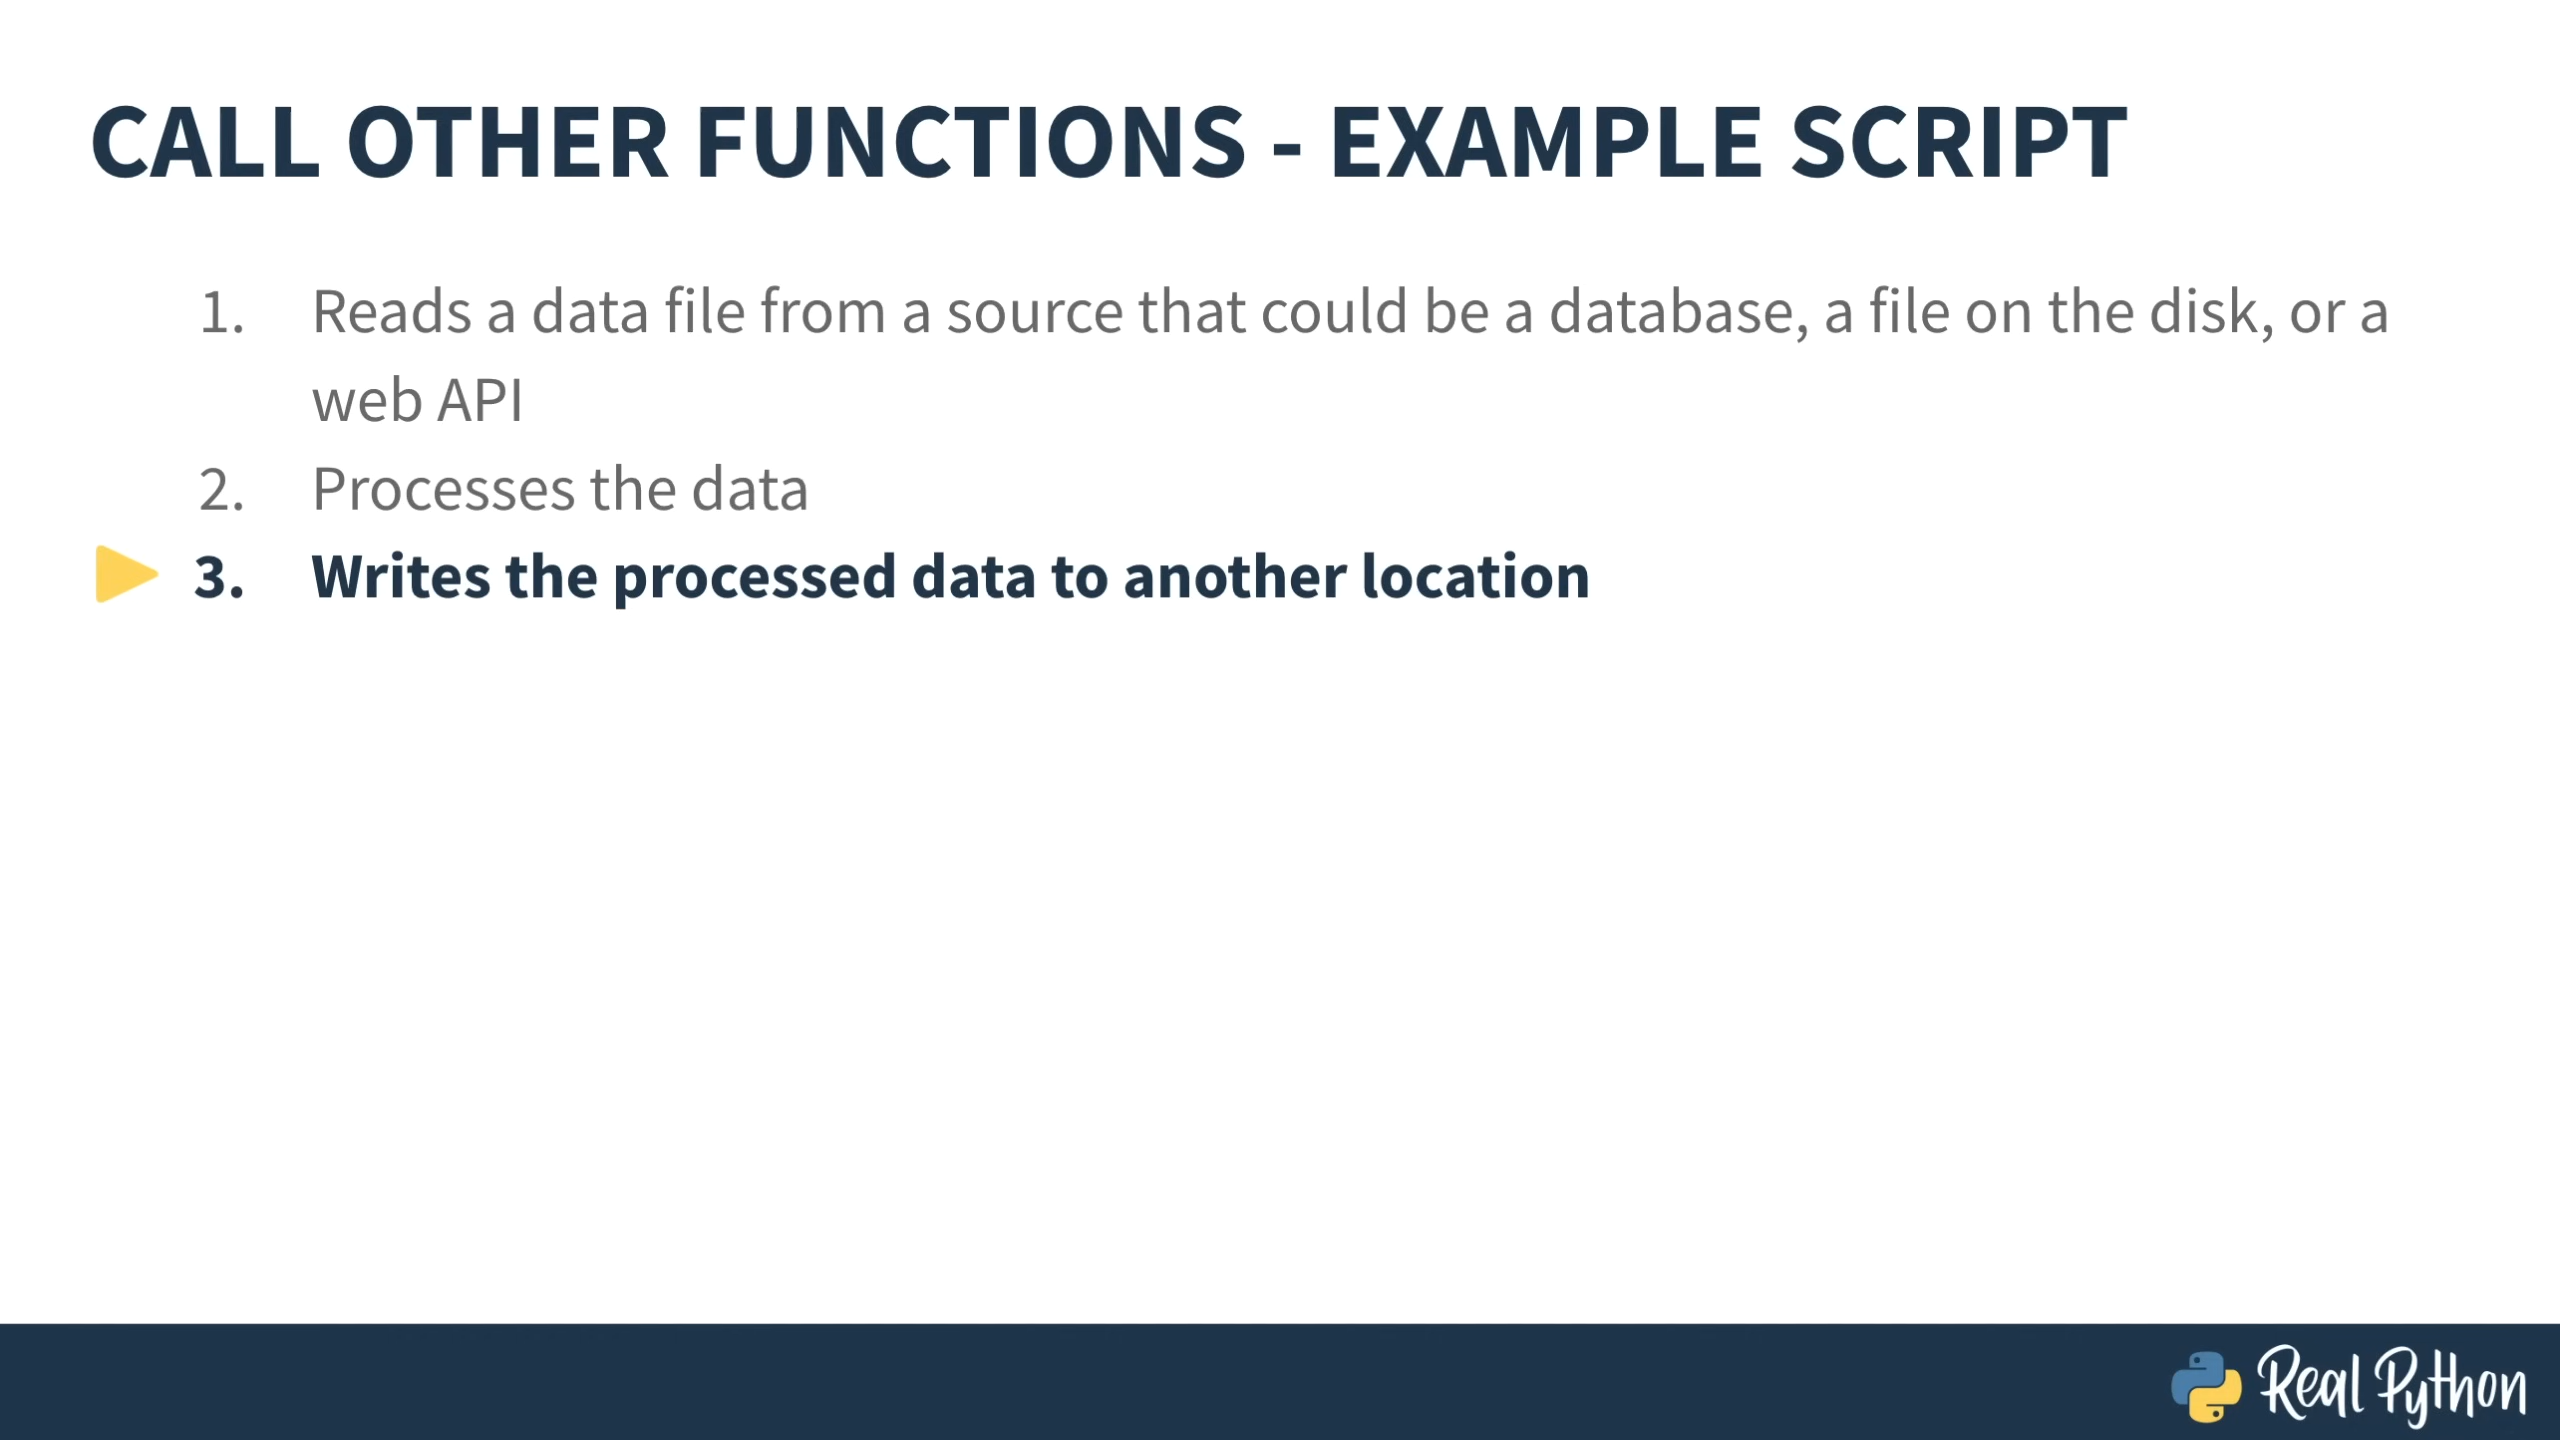 CALL OTHER FUNCTIONS - EXAMPLE SCRIPT
1. Reads a data file from a source that could be a database, a file on the disk, or a
web API
2. Processes the data
3. Writes the processed data to another location
Real Python